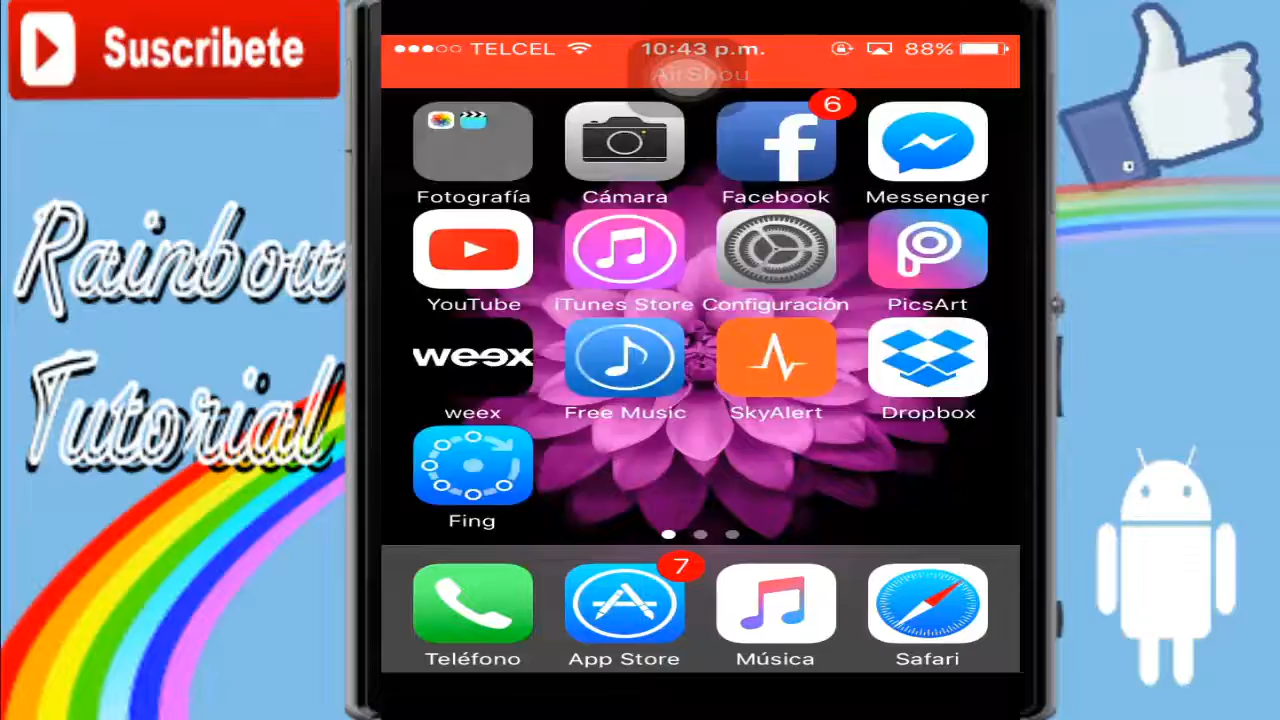 Suscribete
Rainbow
Tutorial
TELCEL 10:43 p.m. 88%
AirShou
6
Fotografía Cámara Facebook Messenger
YouTube iTunes Store Configuración PicsArt
weex
weex Free Music SkyAlert Dropbox
Fing
7
Teléfono App Store Música Safari